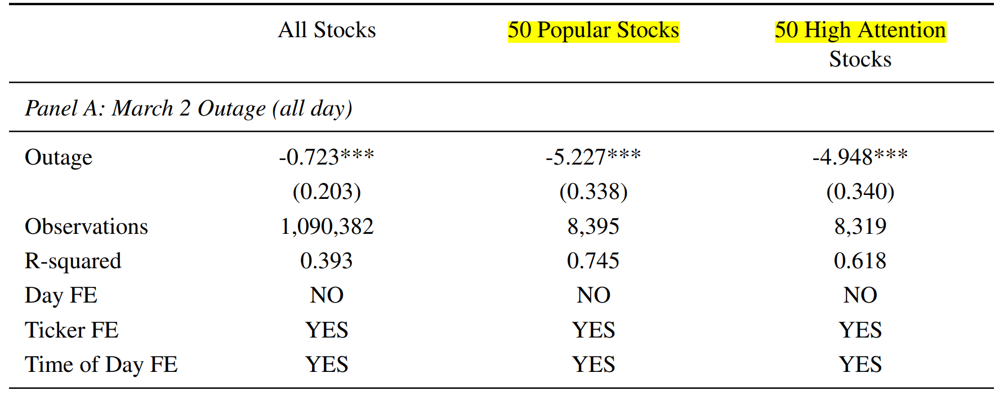 All Stocks 50 Popular Stocks 50 High Attention
Stocks
Panel A: March 2 Outage (all day)
Outage -0.723*** -5.227*** -4.948***
(0.203) (0.338) (0.340)
Observations 1,090,382 8,395 8,319
R-squared 0.393 0.745 0.618
Day FE NO NO NO
Ticker FE YES YES YES
Time of Day FE YES YES YES